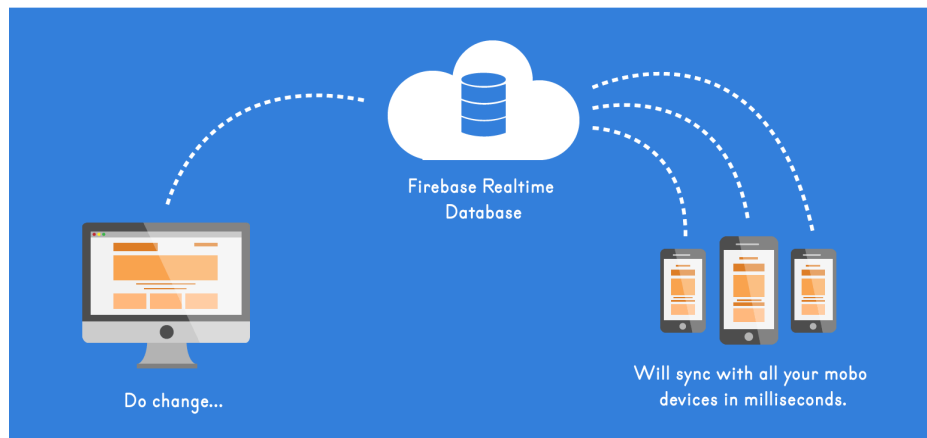 Firebase Realtime
Database
Do change...
Will sync with all your mobo
devices in milliseconds.